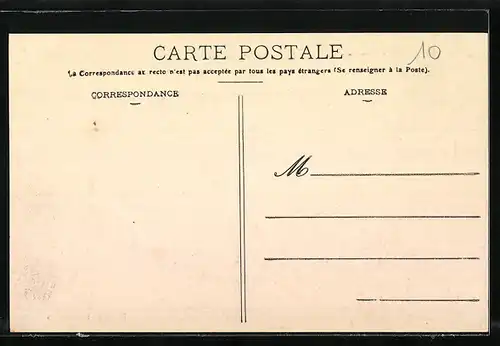 CARTE POSTALE
10
La Correspondance au recto n'est pas acceptée par tous les pays étrangers (Se renseigner à la Poste).
CORRESPONDANCE
ADRESSE
M